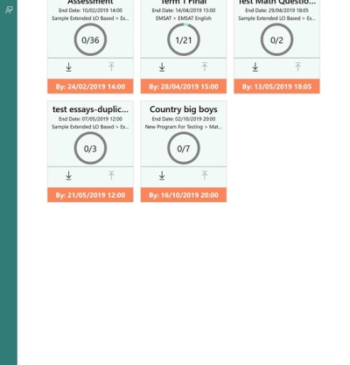 Assessment
End Date: 10/02/2019 14:00
Sample Extended LO Based > Ex...
0/36
By: 24/02/2019 14:00
Term 1 Final
End Date: 14/04/2019 15:00
EMSAT > EMSAT English
1/21
By: 28/04/2019 15:00
Test Math Questio...
End Date: 29/04/2019 18:05
Sample Extended LO Based > Ex...
0/2
By: 13/05/2019 18:05
test essays-duplic...
End Date: 07/05/2019 12:00
Sample Extended LO Based > Ex...
0/3
By: 21/05/2019 12:00
Country big boys
End Date: 02/10/2019 20:00
New Program For Testing > Mat...
0/7
By: 16/10/2019 20:00